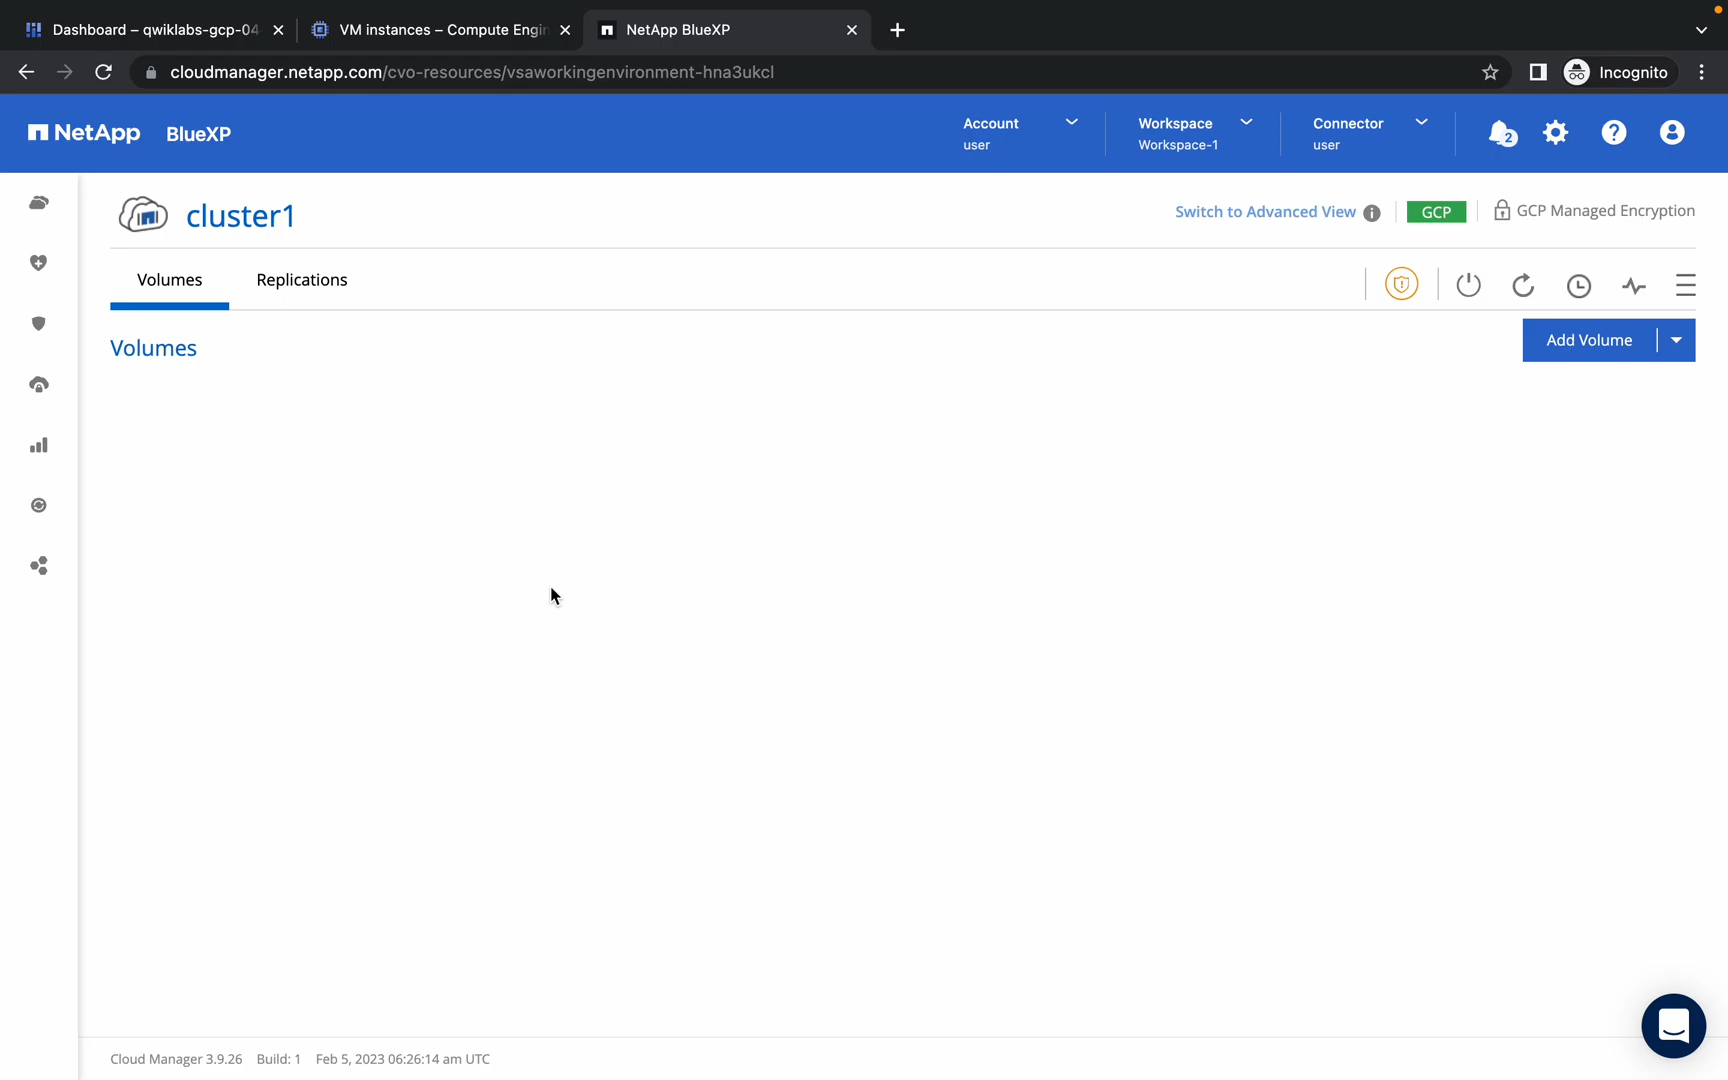 Dashboard – qwiklabs-gcp-04
VM instances – Compute Engin
NetApp BlueXP
cloudmanager.netapp.com/cvo-resources/vsaworkingenvironment-hna3ukcl
Incognito
NetApp BlueXP
Account
user
Workspace
Workspace-1
Connector
user
2
cluster1
Switch to Advanced View
GCP
GCP Managed Encryption
Volumes
Replications
Volumes
Add Volume
Cloud Manager 3.9.26 Build: 1 Feb 5, 2023 06:26:14 am UTC